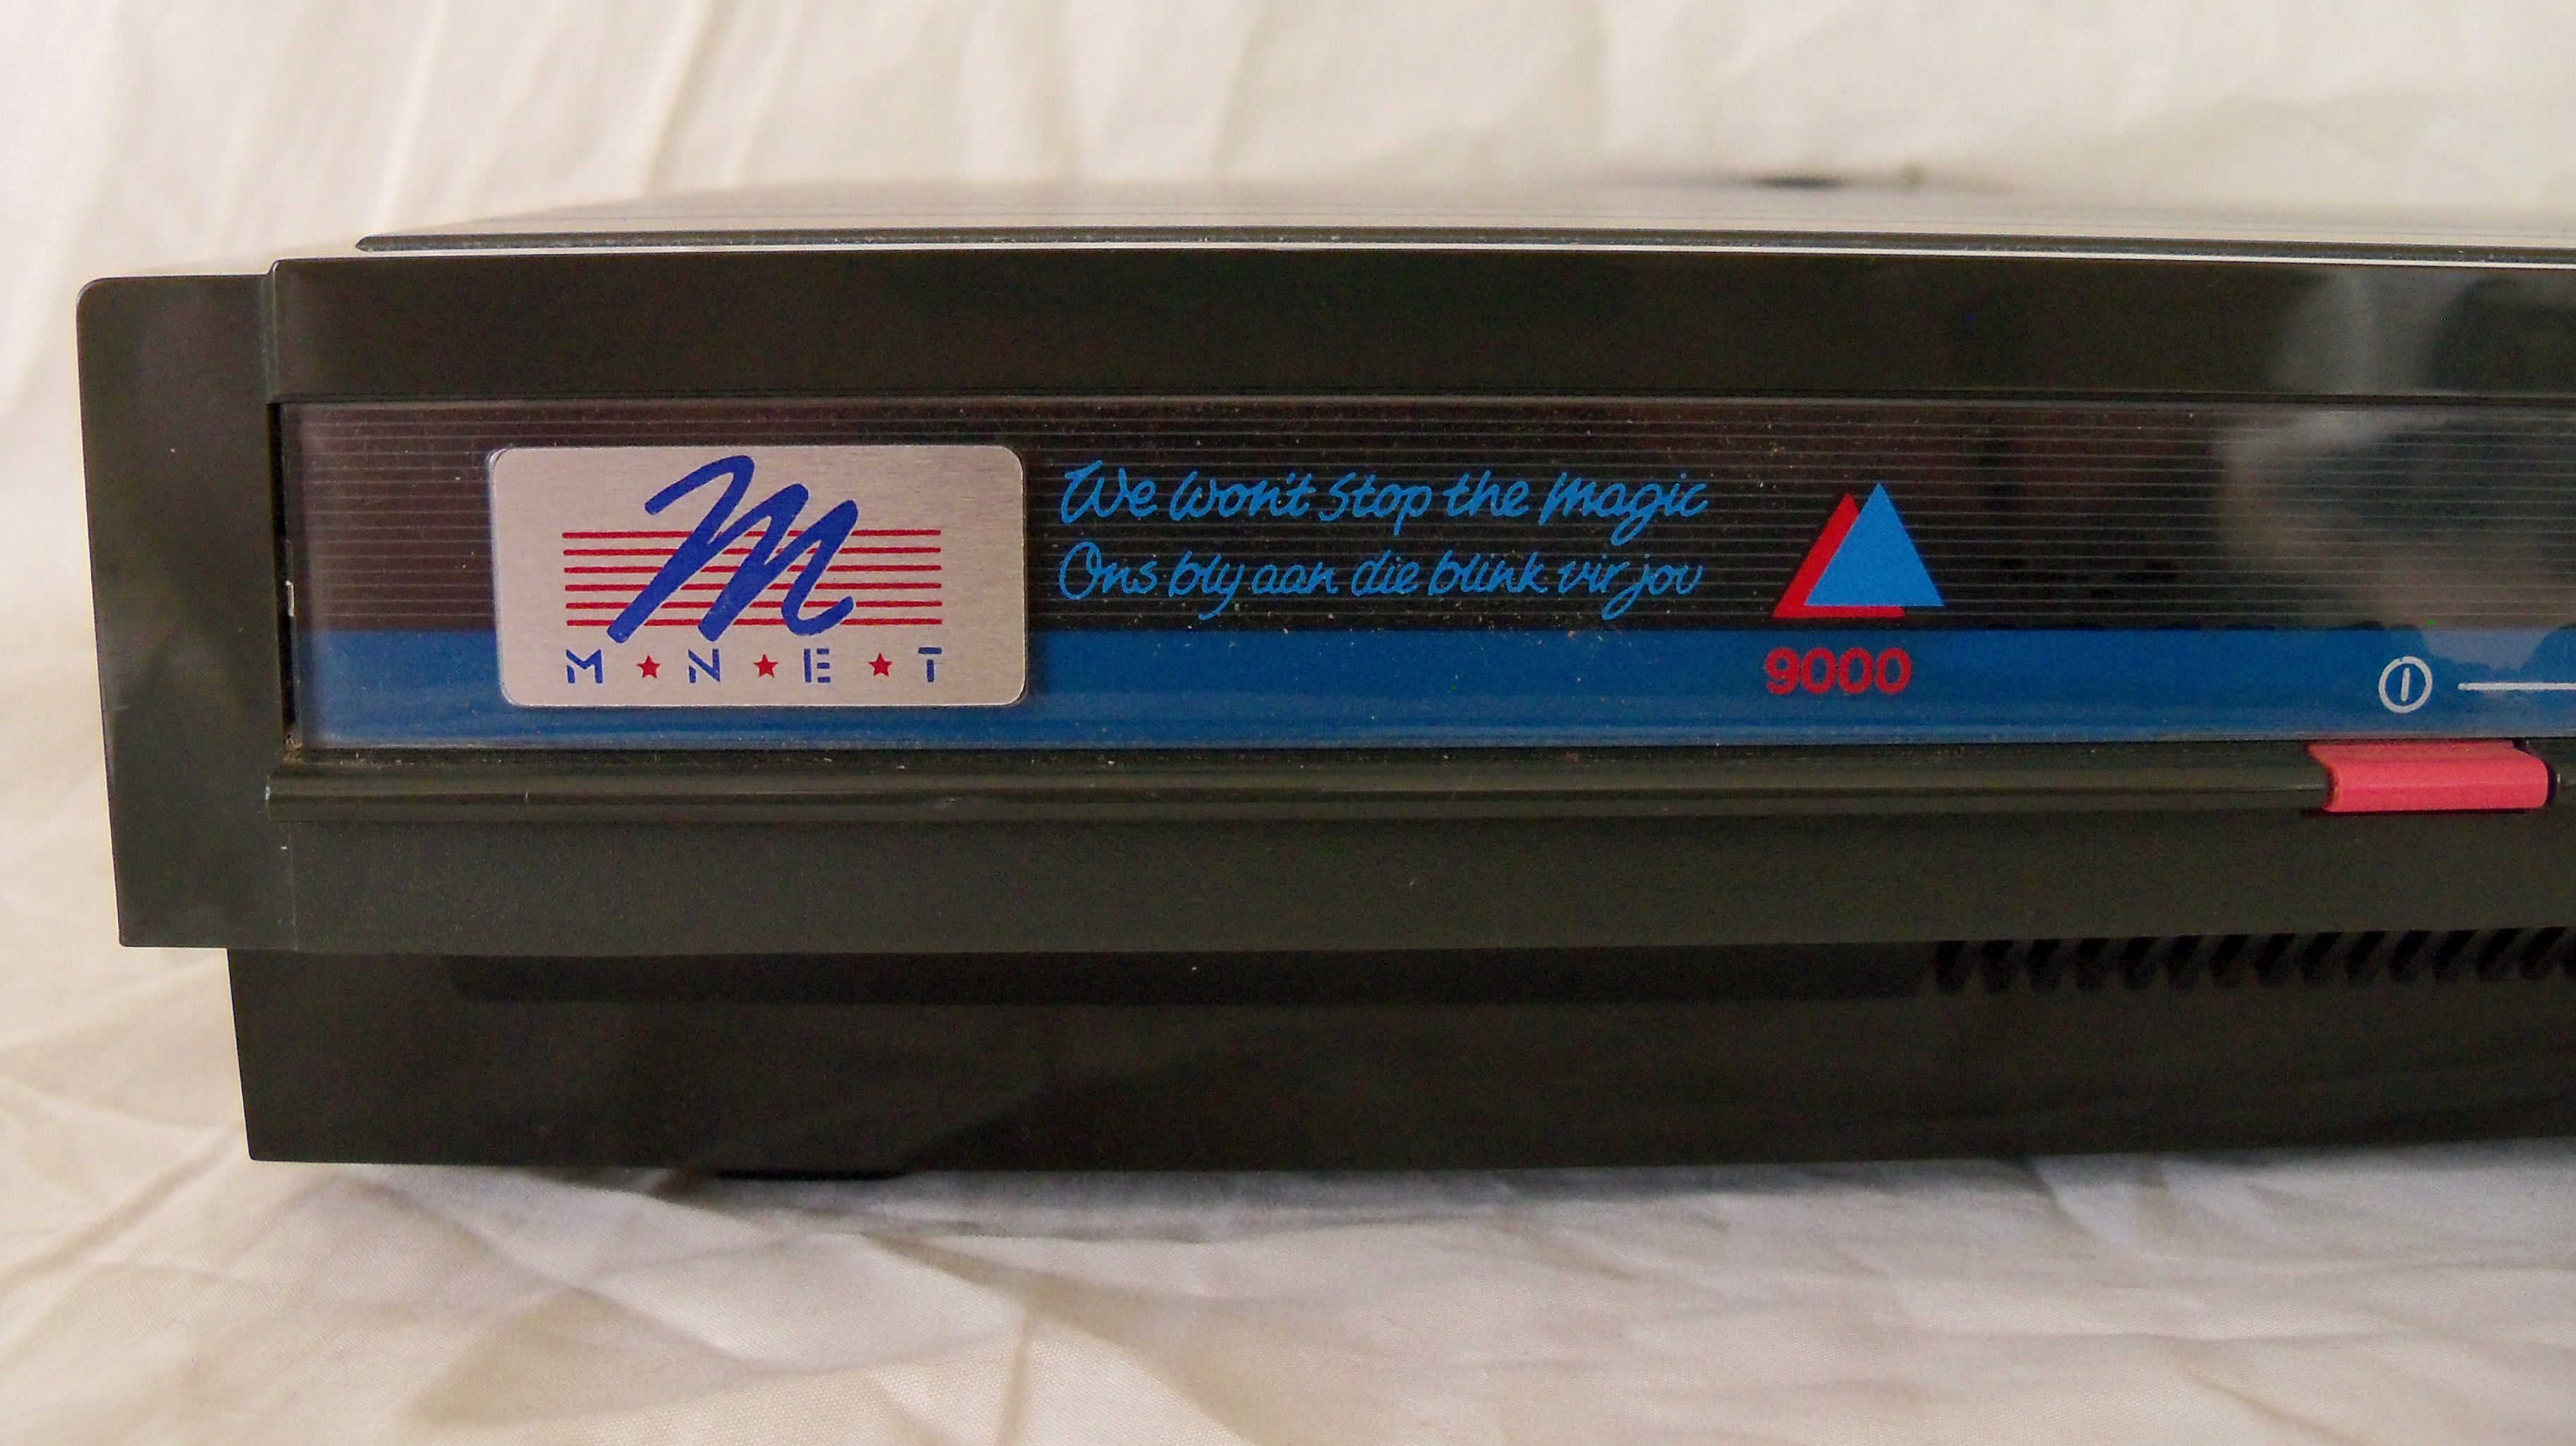 M
M★N★E★T
We won't stop the magic
Ons bly aan die blink vir jou
9000